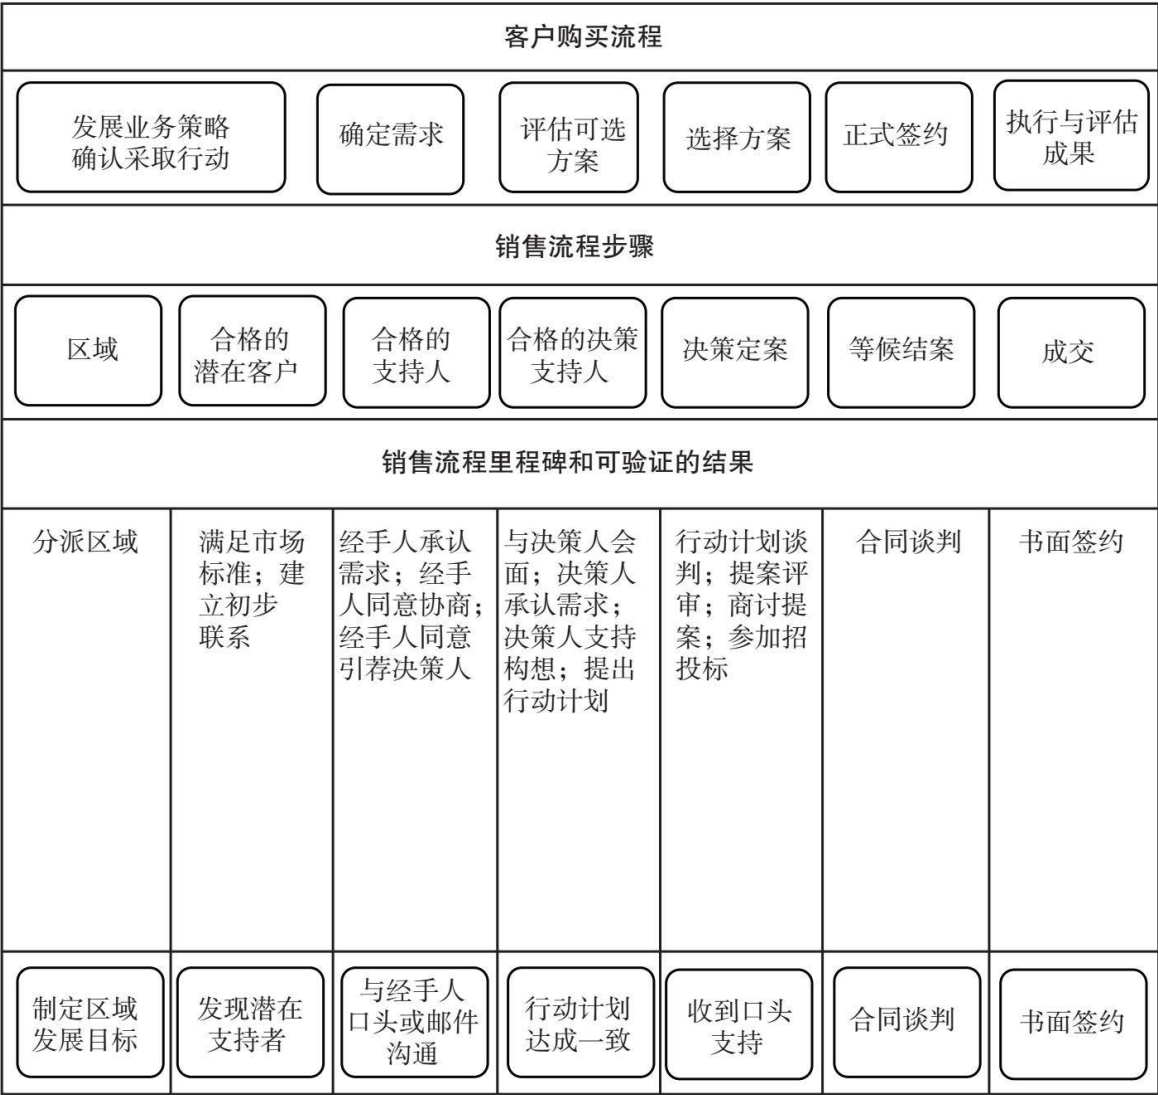 客户购买流程
发展业务策略
确认采取行动
确定需求
评估可选
方案
选择方案
正式签约
执行与评估
成果
销售流程步骤
区域
合格的
潜在客户
合格的
支持人
合格的决策
支持人
决策定案
等候结案
成交
销售流程里程碑和可验证的结果
分派区域
满足市场
标准；建
立初步
联系
经手人承认
需求；经手
人同意协商；
经手人同意
引荐决策人
与决策人会
面；决策人
承认需求；
决策人支持
构想；提出
行动计划
行动计划谈
判；提案评
审；商讨提
案；参加招
投标
合同谈判
书面签约
制定区域
发展目标
发现潜在
支持者
与经手人
口头或邮件
沟通
行动计划
达成一致
收到口头
支持
合同谈判
书面签约